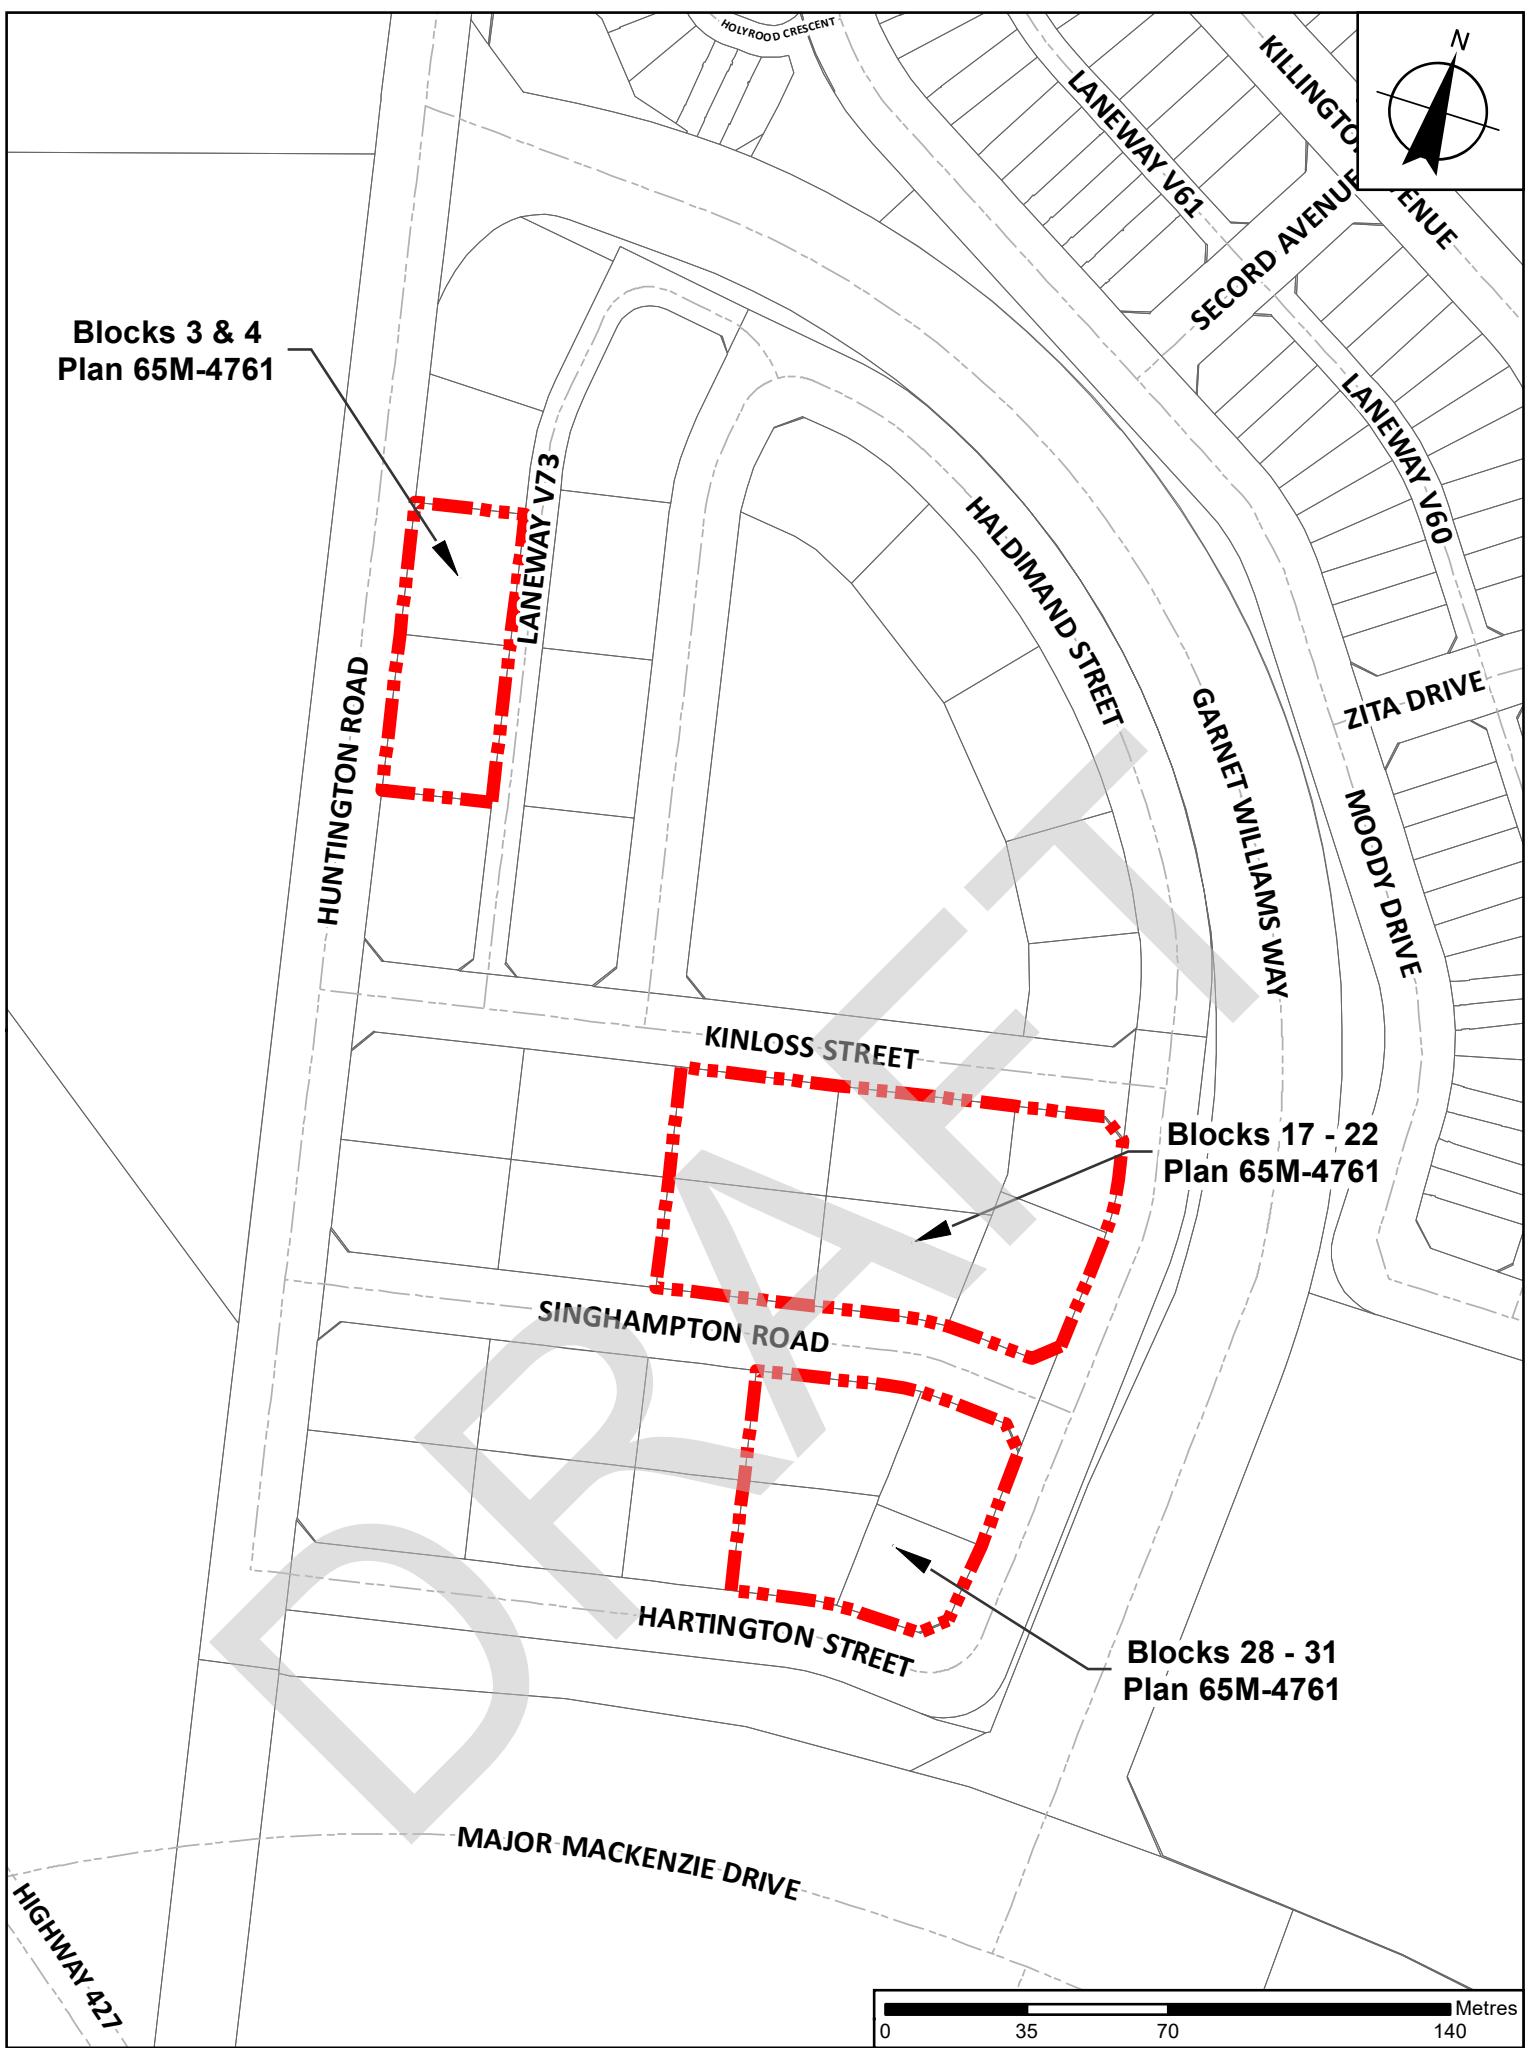 HOLYROOD CRESCENT
N
LANEWAY V61
KILLINGTO
ENUE
SECORD AVENUE
Blocks 3 & 4
Plan 65M-4761
LANEWAY V60
LANEWAY V73
HALDIMAND STREET
HUNTINGTON ROAD
GARNET WILLIAMS WAY
ZITA DRIVE
MOODY DRIVE
KINLOSS STREET
Blocks 17 - 22
Plan 65M-4761
SINGHAMPTON ROAD
DRAFT
HARTINGTON STREET
Blocks 28 - 31
Plan 65M-4761
MAJOR MACKENZIE DRIVE
HIGHWAY 427
Metres
0 35 70 140